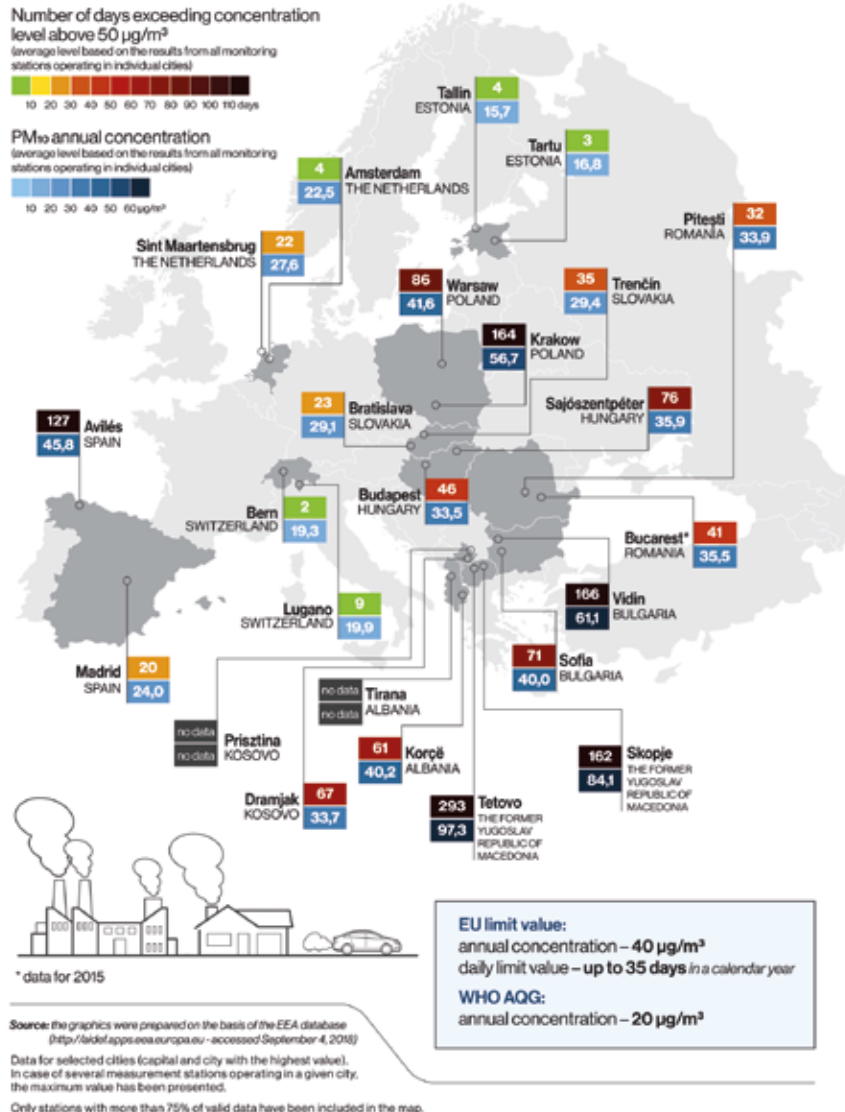 Number of days exceeding concentration
level above 50 µg/m³
(average level based on the results from all monitoring
stations operating in individual cities)
10 20 30 40 50 60 70 80 90 100 110 days
PM₁₀ annual concentration
(average level based on the results from all monitoring
stations operating in individual cities)
10 20 30 40 50 60 µg/m³
Tallin
ESTONIA
4
15,7
Tartu
ESTONIA
3
16,8
4
22,5
Amsterdam
THE NETHERLANDS
Sint Maartensbrug
THE NETHERLANDS
22
27,6
Piteşti
ROMANIA
32
33,9
86
41,6
Warsaw
POLAND
35
29,4
Trenčín
SLOVAKIA
164
56,7
Krakow
POLAND
127
45,8
Avilés
SPAIN
23
29,1
Bratislava
SLOVAKIA
Sajószentpéter
HUNGARY
76
35,9
Budapest
HUNGARY
46
33,5
Bern
SWITZERLAND
2
19,3
Bucarest*
ROMANIA
41
35,5
Lugano
SWITZERLAND
9
19,9
166
61,1
Vidin
BULGARIA
Madrid
SPAIN
20
24,0
71
40,0
Sofia
BULGARIA
no data
no data
Tirana
ALBANIA
no data
no data
Prisztina
KOSOVO
61
40,2
Korçë
ALBANIA
162
84,1
Skopje
THE FORMER
YUGOSLAV
REPUBLIC OF
MACEDONIA
Dramjak
KOSOVO
67
33,7
293
97,3
Tetovo
THE FORMER
YUGOSLAV
REPUBLIC OF
MACEDONIA
EU limit value:
annual concentration – 40 µg/m³
daily limit value – up to 35 days in a calendar year
WHO AQG:
annual concentration – 20 µg/m³
* data for 2015
Source: the graphics were prepared on the basis of the EEA database
(http://aidef.apps.eea.europa.eu - accessed September 4, 2018)
Data for selected cities (capital and city with the highest value).
In case of several measurement stations operating in a given city,
the maximum value has been presented.
Only stations with more than 75% of valid data have been included in the map.